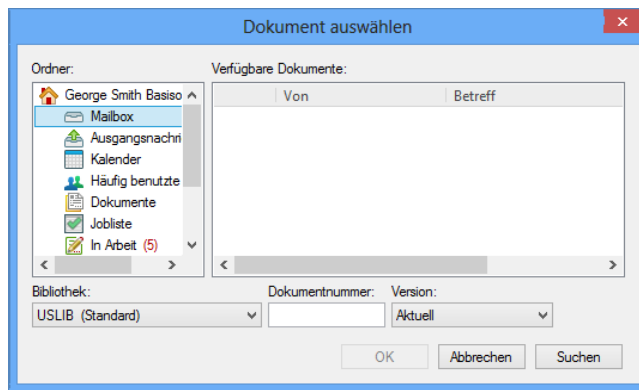 Dokument auswählen
Ordner:
Verfügbare Dokumente:
George Smith Basiso
Mailbox
Ausgangsnachri
Kalender
Häufig benutzte
Dokumente
Jobliste
In Arbeit (5)
Von Betreff
Bibliothek:
Dokumentnummer:
Version:
USLIB (Standard)
Aktuell
OK
Abbrechen
Suchen